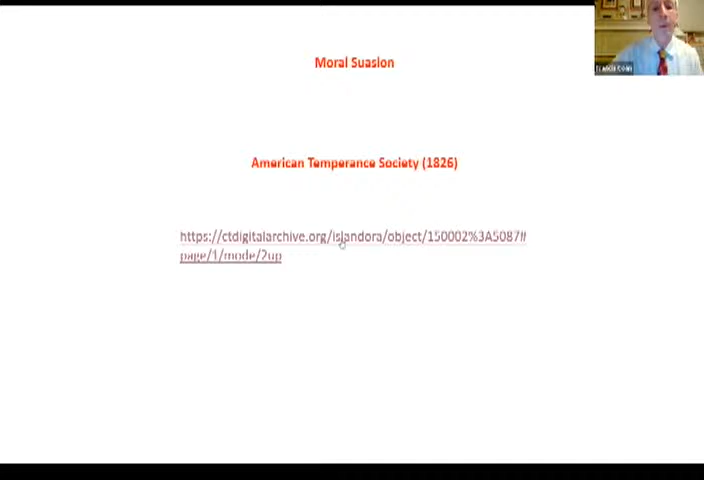 Moral Suasion
American Temperance Society (1826)
https://ctdigitalarchive.org/islandora/object/150002%3A5087#
page/1/mode/2up